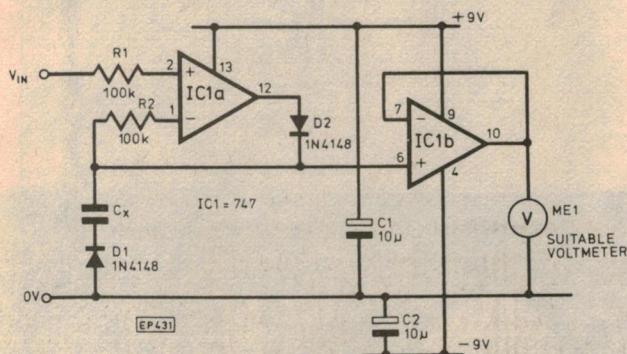 +9V
R1
VIN
100k
2
+
13
IC1a
12
R2
100k
1
−
D2
1N4148
7
−
9
IC1b
10
6
+
4
CX
IC1 = 747
D1
1N4148
C1
10µ
V
ME1
SUITABLE
VOLTMETER
0V
EP431
C2
10µ
−9V